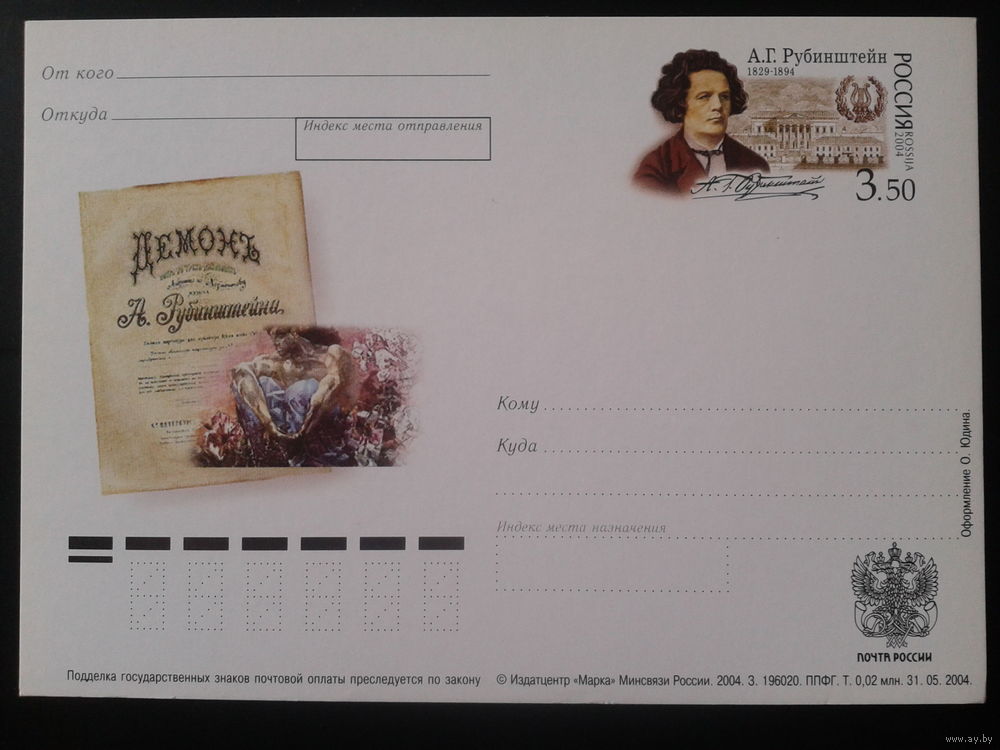 От кого
Откуда
Индекс места отправления
А.Г. Рубинштейн
1829-1894
РОССИЯ
ROSSIJA
2004
3.50
ДЕМОНЪ
А. Рубинштейна
Кому
Куда
Индекс места назначения
Оформление О. Юдина.
ПОЧТА РОССИИ
Подделка государственных знаков почтовой оплаты преследуется по закону
© Издатцентр «Марка» Минсвязи России. 2004. З. 196020. ППФГ. Т. 0,02 млн. 31. 05. 2004.
www.ay.by